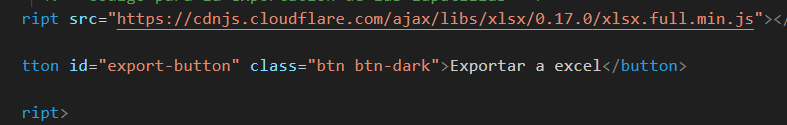 ript src="https://cdnjs.cloudflare.com/ajax/libs/xlsx/0.17.0/xlsx.full.min.js"></
tton id="export-button" class="btn btn-dark">Exportar a excel</button>
ript>